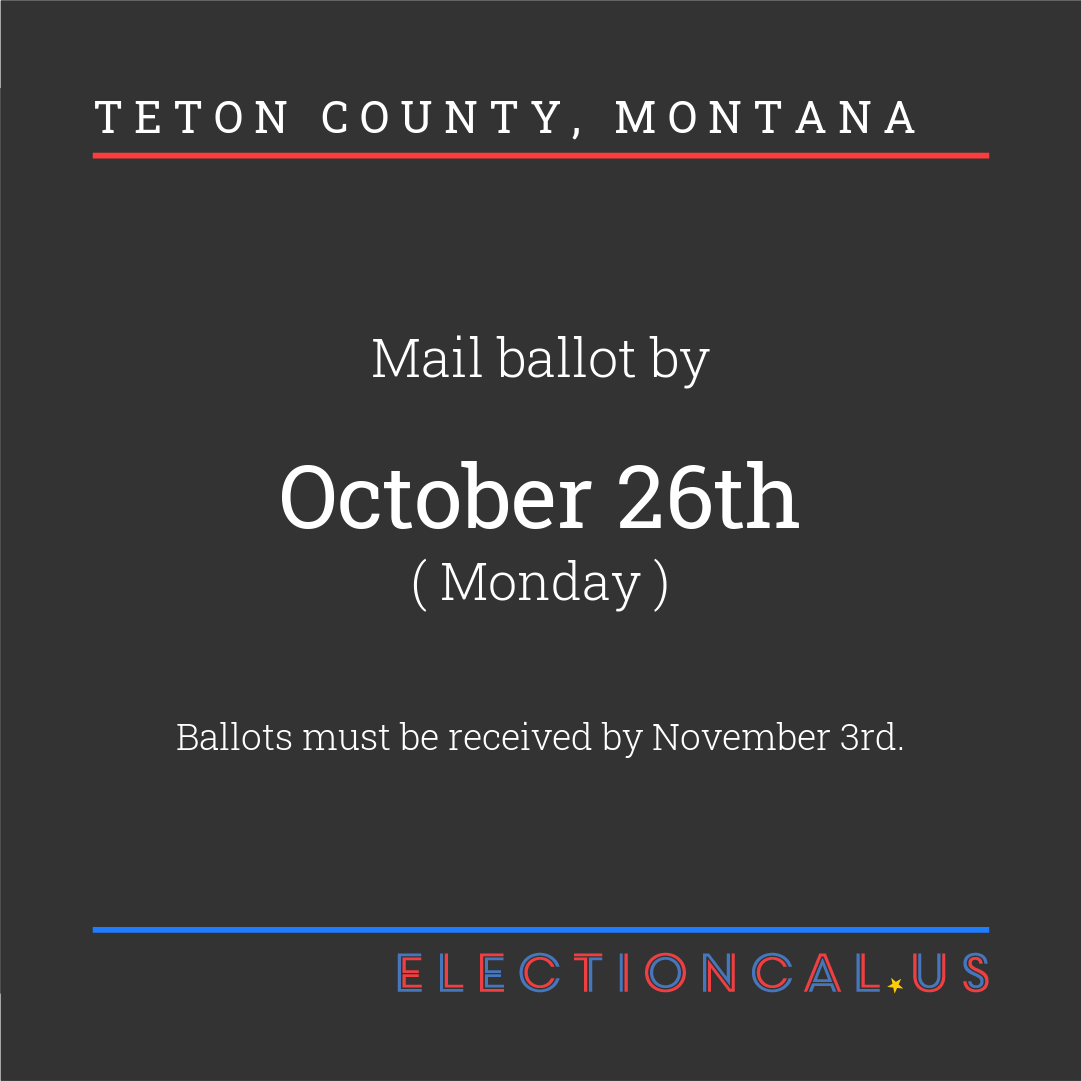 TETON COUNTY, MONTANA
Mail ballot by
October 26th
( Monday )
Ballots must be received by November 3rd.
ELECTIONCAL.US